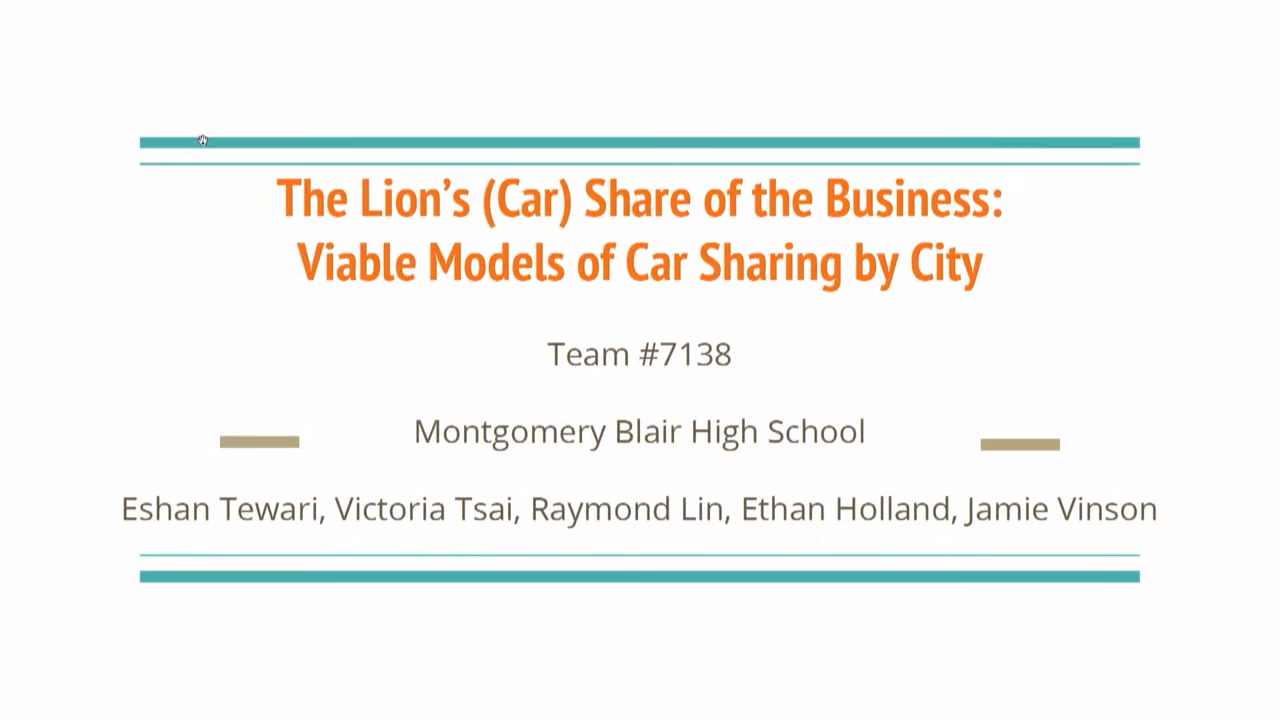 The Lion’s (Car) Share of the Business:
Viable Models of Car Sharing by City
Team #7138
Montgomery Blair High School
Eshan Tewari, Victoria Tsai, Raymond Lin, Ethan Holland, Jamie Vinson